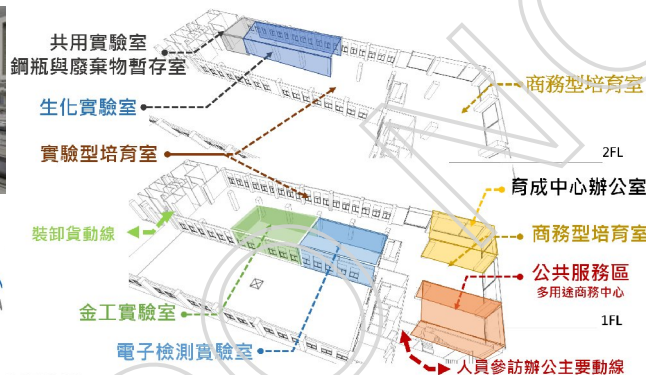 共用實驗室
鋼瓶與廢棄物暫存室
生化實驗室
實驗型培育室
商務型培育室
2FL
育成中心辦公室
裝卸貨動線
商務型培育室
公共服務區
多用途商務中心
金工實驗室
1FL
電子檢測實驗室
人員參訪辦公主要動線